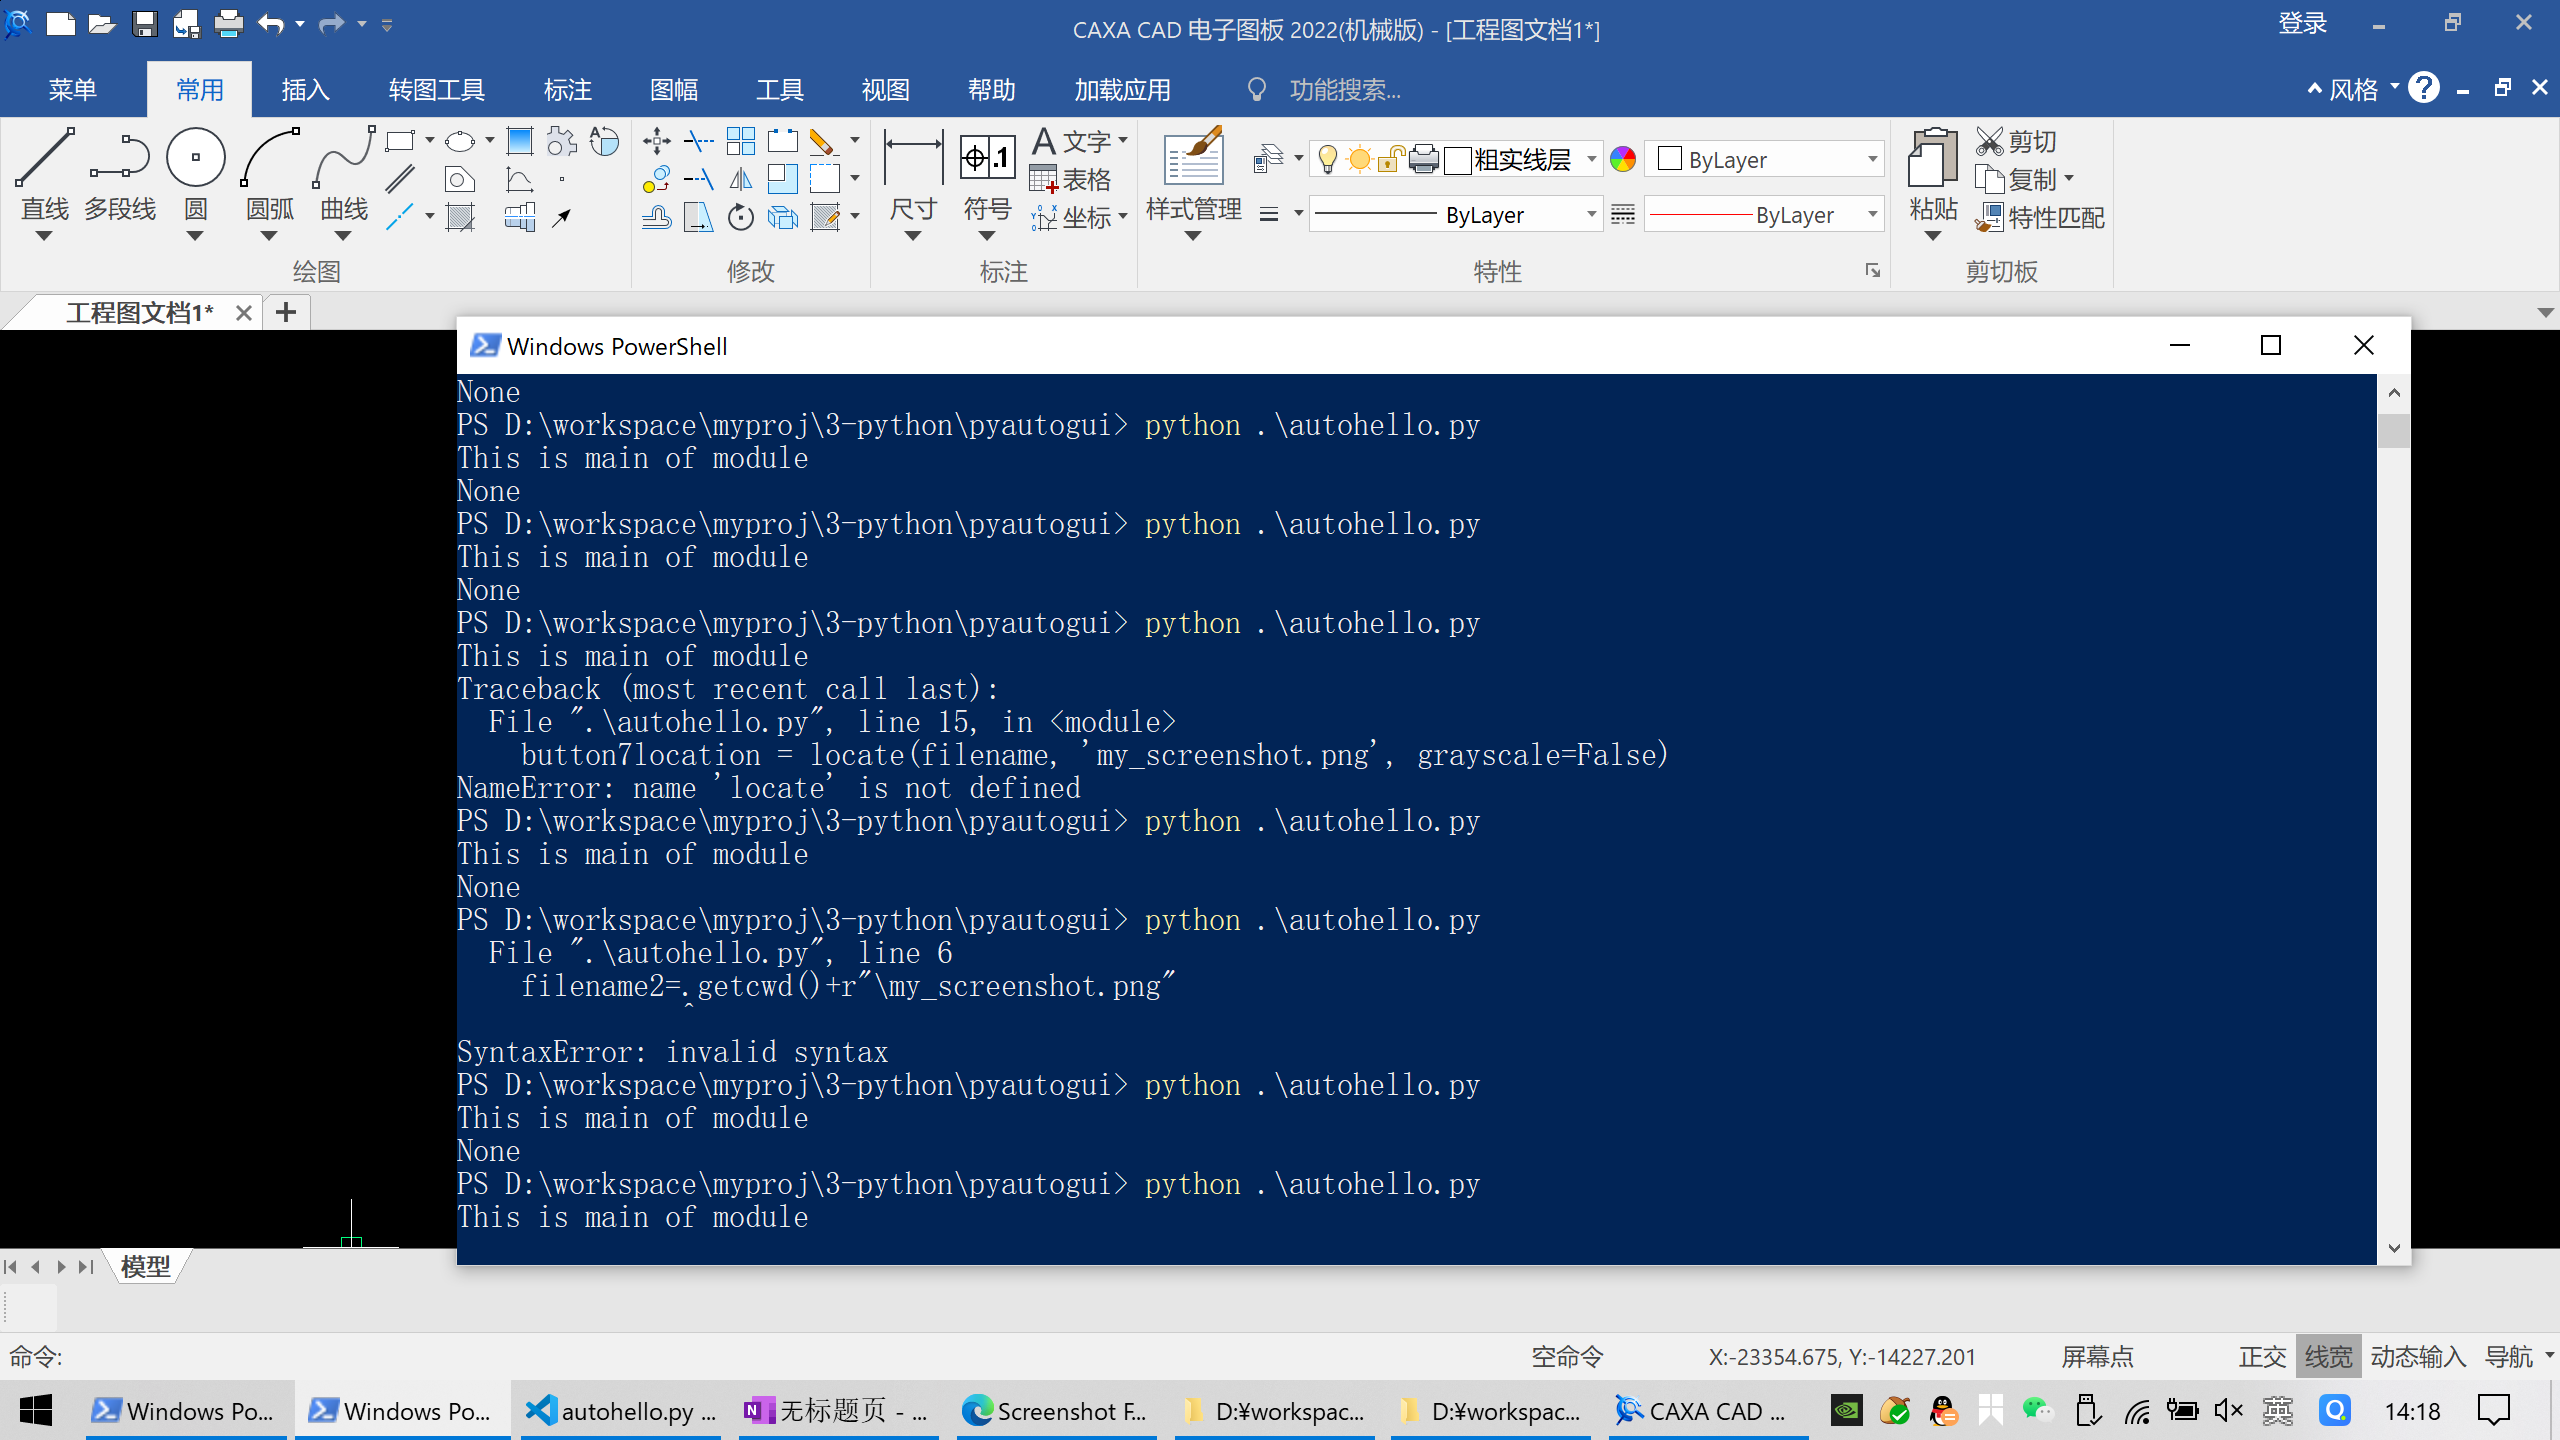 CAXA CAD 电子图板 2022(机械版) - [工程图文档1*]
登录
菜单 常用 插入 转图工具 标注 图幅 工具 视图 帮助 加载应用 功能搜索... 风格
直线 多段线 圆 圆弧 曲线
绘图
修改
尺寸 符号
文字
表格
坐标
标注
样式管理
粗实线层 ByLayer
ByLayer ByLayer
特性
粘贴
剪切
复制
特性匹配
剪切板
工程图文档1*
Windows PowerShell
None
PS D:\workspace\myproj\3-python\pyautogui> python .\autohello.py
This is main of module
None
PS D:\workspace\myproj\3-python\pyautogui> python .\autohello.py
This is main of module
None
PS D:\workspace\myproj\3-python\pyautogui> python .\autohello.py
This is main of module
Traceback (most recent call last):
  File ".\autohello.py", line 15, in <module>
    button7location = locate(filename, 'my_screenshot.png', grayscale=False)
NameError: name 'locate' is not defined
PS D:\workspace\myproj\3-python\pyautogui> python .\autohello.py
This is main of module
None
PS D:\workspace\myproj\3-python\pyautogui> python .\autohello.py
  File ".\autohello.py", line 6
    filename2=.getcwd()+r"\my_screenshot.png"
              ^
SyntaxError: invalid syntax
PS D:\workspace\myproj\3-python\pyautogui> python .\autohello.py
This is main of module
None
PS D:\workspace\myproj\3-python\pyautogui> python .\autohello.py
This is main of module
模型
命令:
空命令 X:-23354.675, Y:-14227.201 屏幕点 正交 线宽 动态输入 导航
Windows Po... Windows Po... autohello.py ... 无标题页 - ... Screenshot F... D:¥workspac... D:¥workspac... CAXA CAD ... 英 14:18